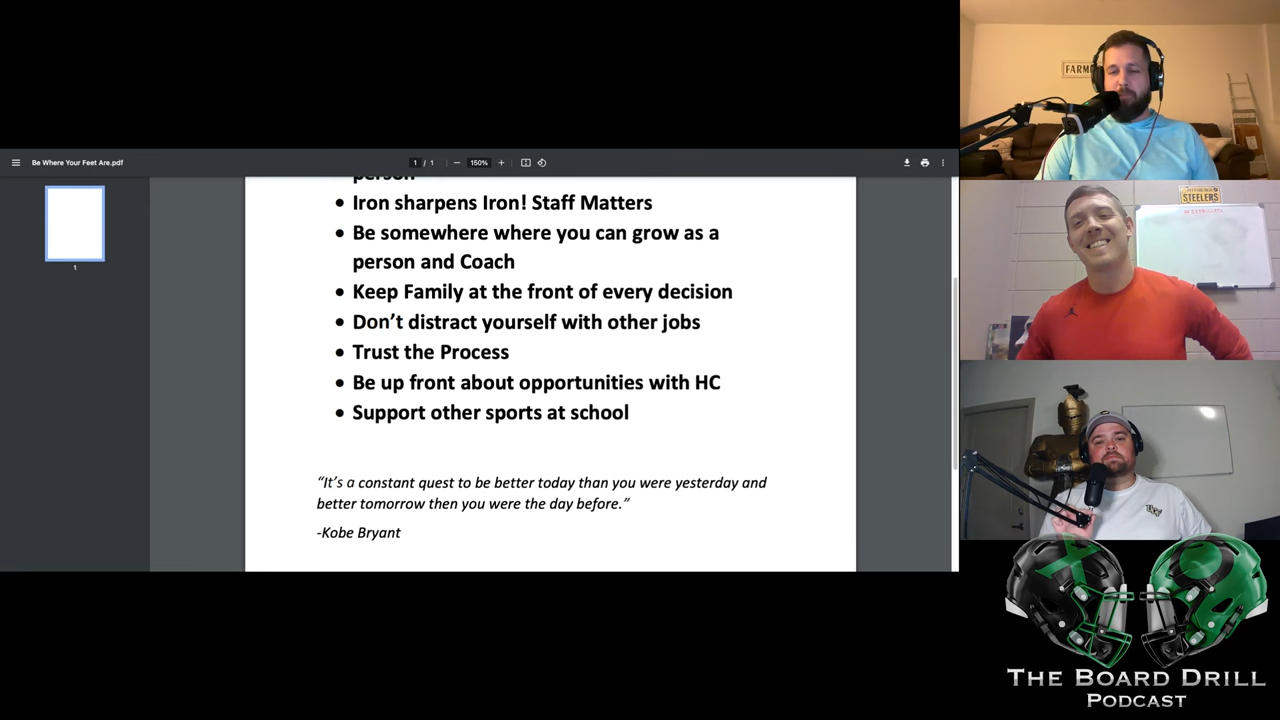 Be Where Your Feet Are.pdf
1 / 1
150%
1
person
• Iron sharpens Iron! Staff Matters
• Be somewhere where you can grow as a
person and Coach
• Keep Family at the front of every decision
• Don’t distract yourself with other jobs
• Trust the Process
• Be up front about opportunities with HC
• Support other sports at school
“It’s a constant quest to be better today than you were yesterday and
better tomorrow then you were the day before.”
-Kobe Bryant
STEELERS
THE BOARD DRILL
PODCAST